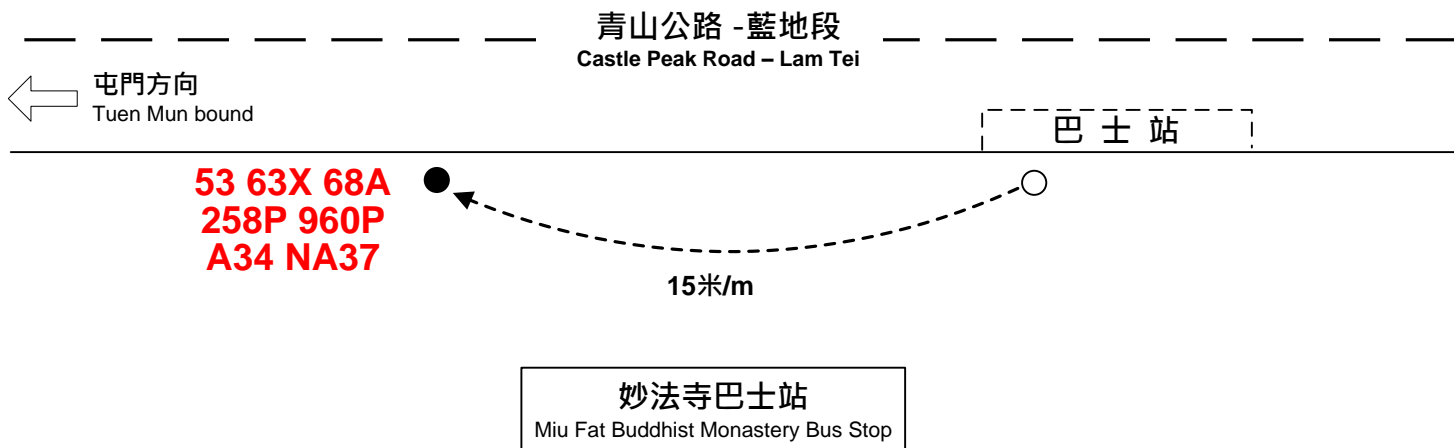 青山公路 -藍地段
Castle Peak Road – Lam Tei
屯門方向
Tuen Mun bound
巴士站
53 63X 68A
258P 960P
A34 NA37
15米/m
妙法寺巴士站
Miu Fat Buddhist Monastery Bus Stop